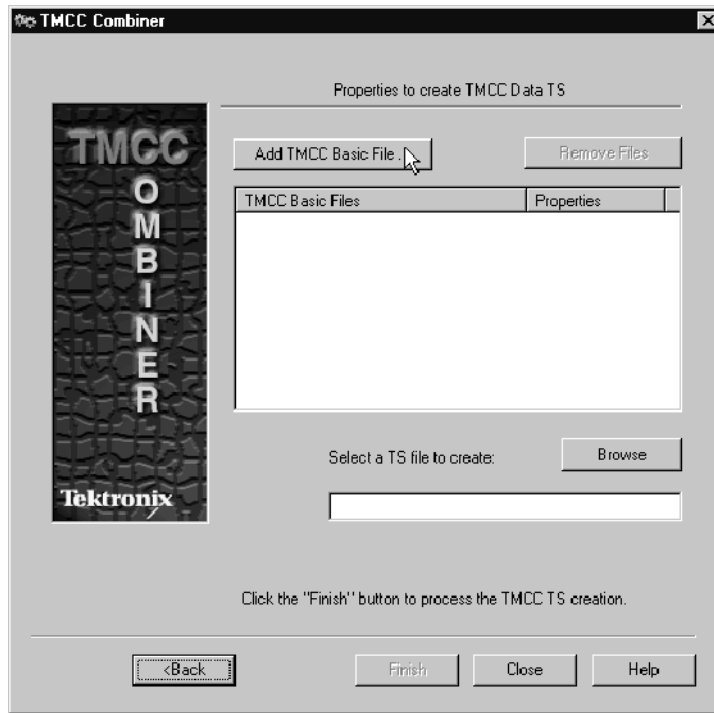 TMCC Combiner
Properties to create TMCC Data TS
TMCC
O
M
B
I
N
E
R
Tektronix
Add TMCC Basic File...
Remove Files
TMCC Basic Files Properties
Select a TS file to create:
Browse
Click the "Finish" button to process the TMCC TS creation.
<Back
Finish
Close
Help